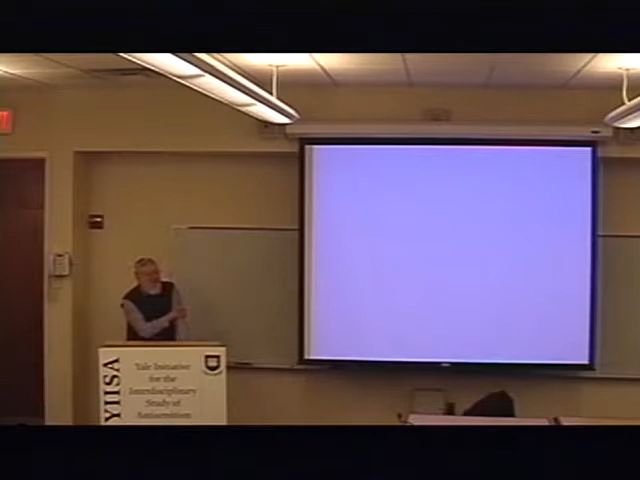 YIISA
Yale Initiative
for the
Interdisciplinary
Study of
Antisemitism